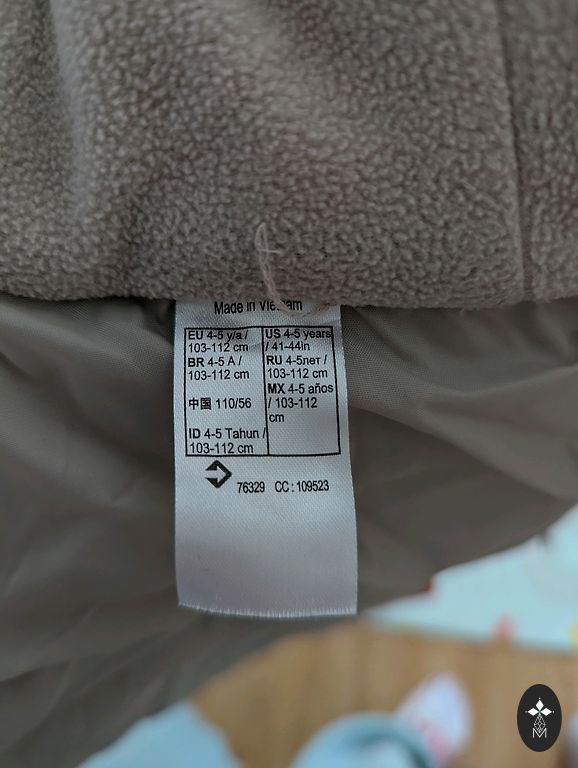 Made in Vietnam
EU 4-5 y/a /
103-112 cm
BR 4-5 A /
103-112 cm
中国 110/56
ID 4-5 Tahun /
103-112 cm
US 4-5 years
/ 41-44in
RU 4-5лет /
103-112 cm
MX 4-5 años
/ 103-112
cm
76329 CC : 109523
M